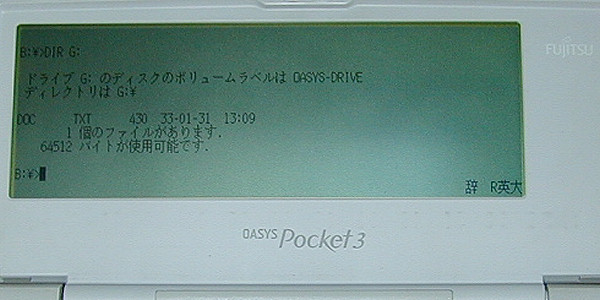 B:¥>DIR G:
ドライブ G: のディスクのボリュームラベルは OASYS-DRIVE
ディレクトリは G:¥
DOC TXT 430 33-01-31 13:09
1 個のファイルがあります.
64512 バイトが使用可能です.
B:¥>
辞 R英大
FUJITSU
OASYS Pocket3